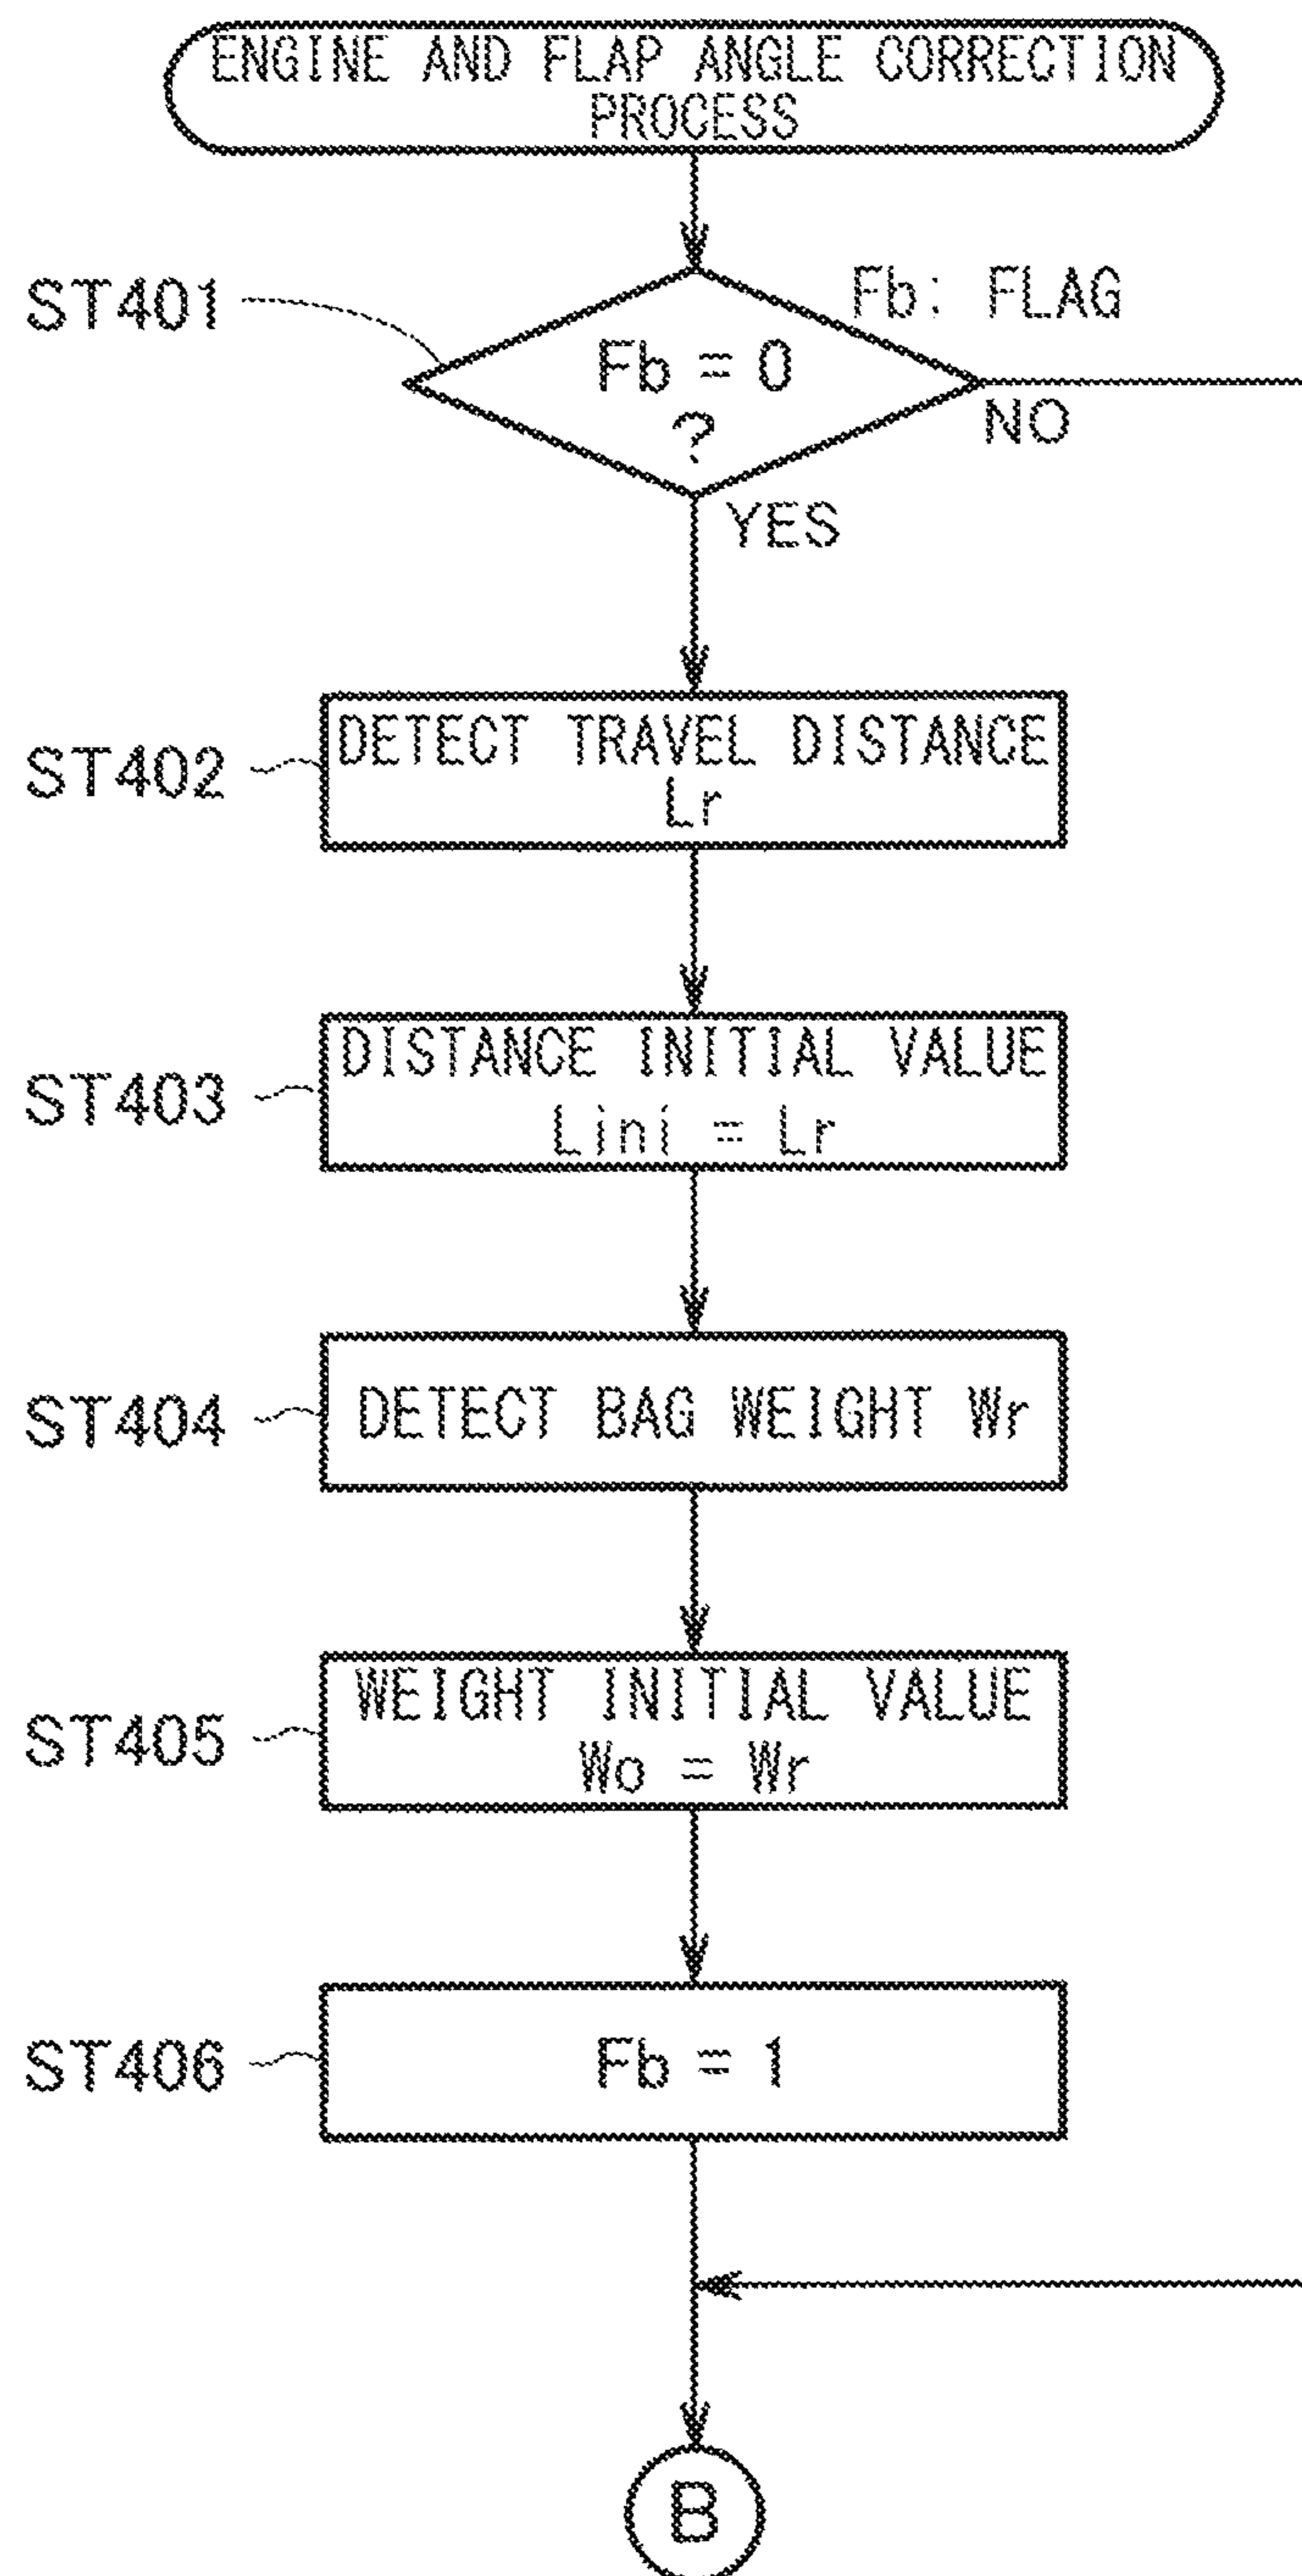 ENGINE AND FLAP ANGLE CORRECTION
PROCESS
Fb: FLAG
ST401
Fb = 0
?
NO
YES
ST402
DETECT TRAVEL DISTANCE
Lr
ST403
DISTANCE INITIAL VALUE
Lini = Lr
ST404
DETECT BAG WEIGHT Wr
ST405
WEIGHT INITIAL VALUE
Wo = Wr
ST406
Fb = 1
B